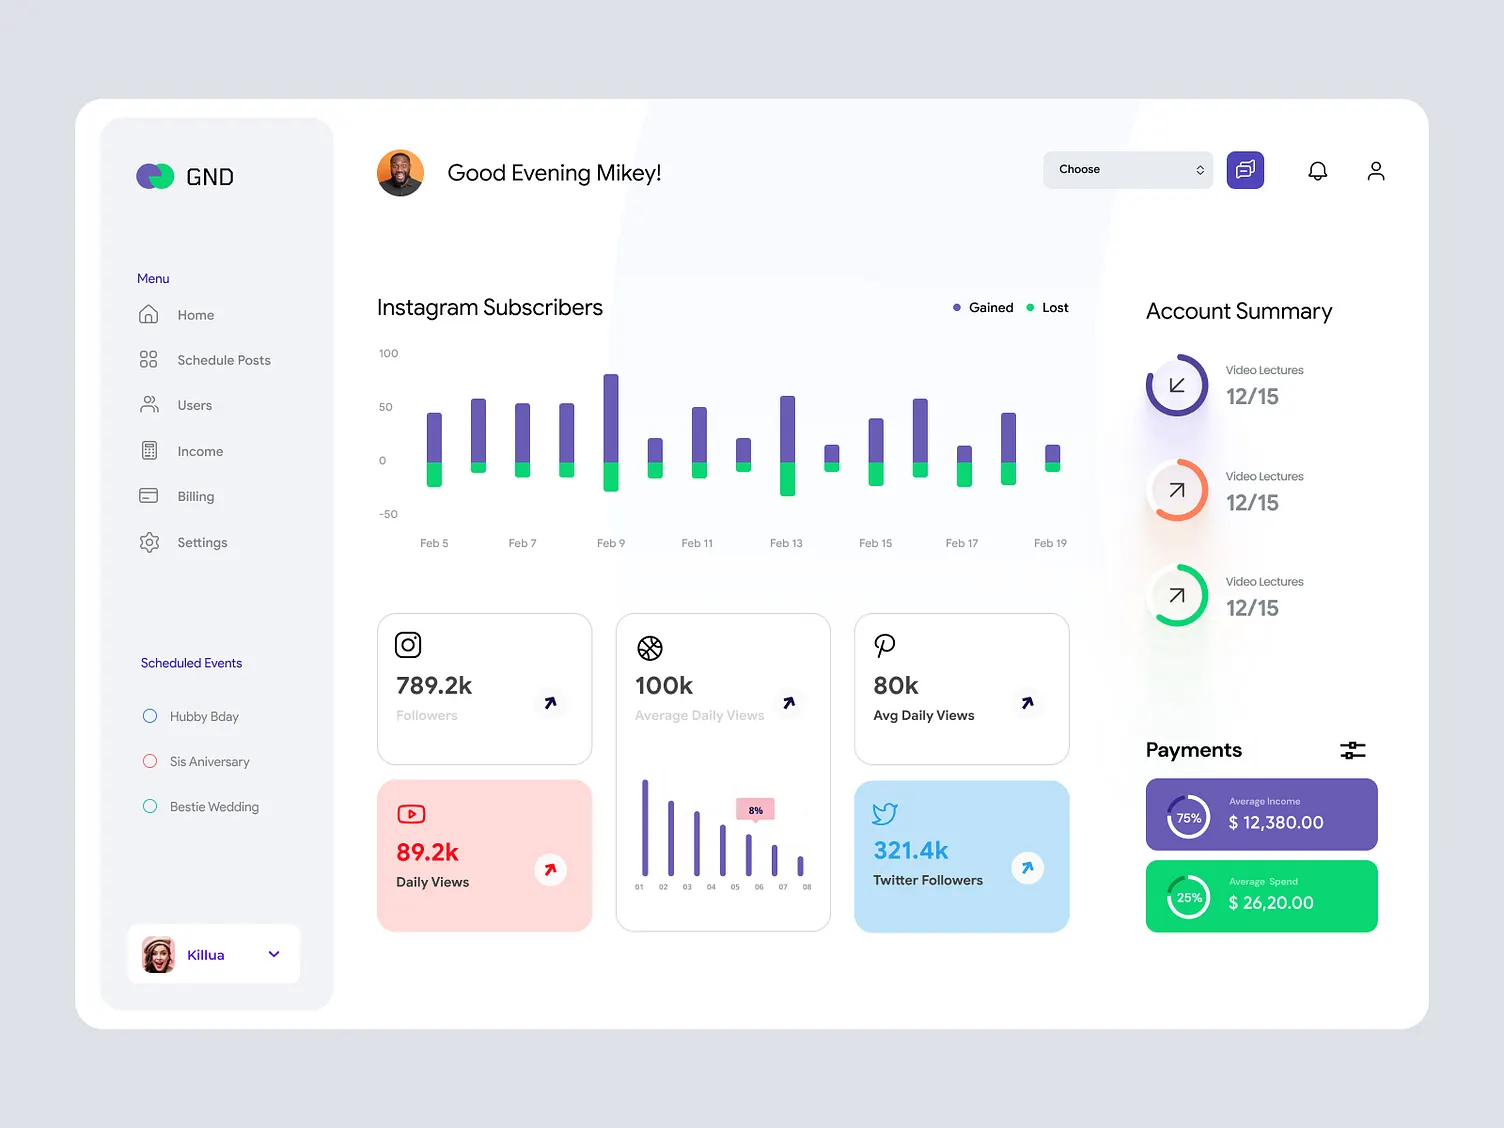 GND
Good Evening Mikey!
Choose
Menu
Home
Schedule Posts
Users
Income
Billing
Settings
Scheduled Events
Hubby Bday
Sis Aniversary
Bestie Wedding
Killua
Instagram Subscribers
Gained
Lost
100
50
0
-50
Feb 5
Feb 7
Feb 9
Feb 11
Feb 13
Feb 15
Feb 17
Feb 19
789.2k
Followers
100k
Average Daily Views
8%
01
02
03
04
05
06
07
08
80k
Avg Daily Views
89.2k
Daily Views
321.4k
Twitter Followers
Account Summary
Video Lectures
12/15
Video Lectures
12/15
Video Lectures
12/15
Payments
75%
Average Income
$ 12,380.00
25%
Average Spend
$ 26,20.00